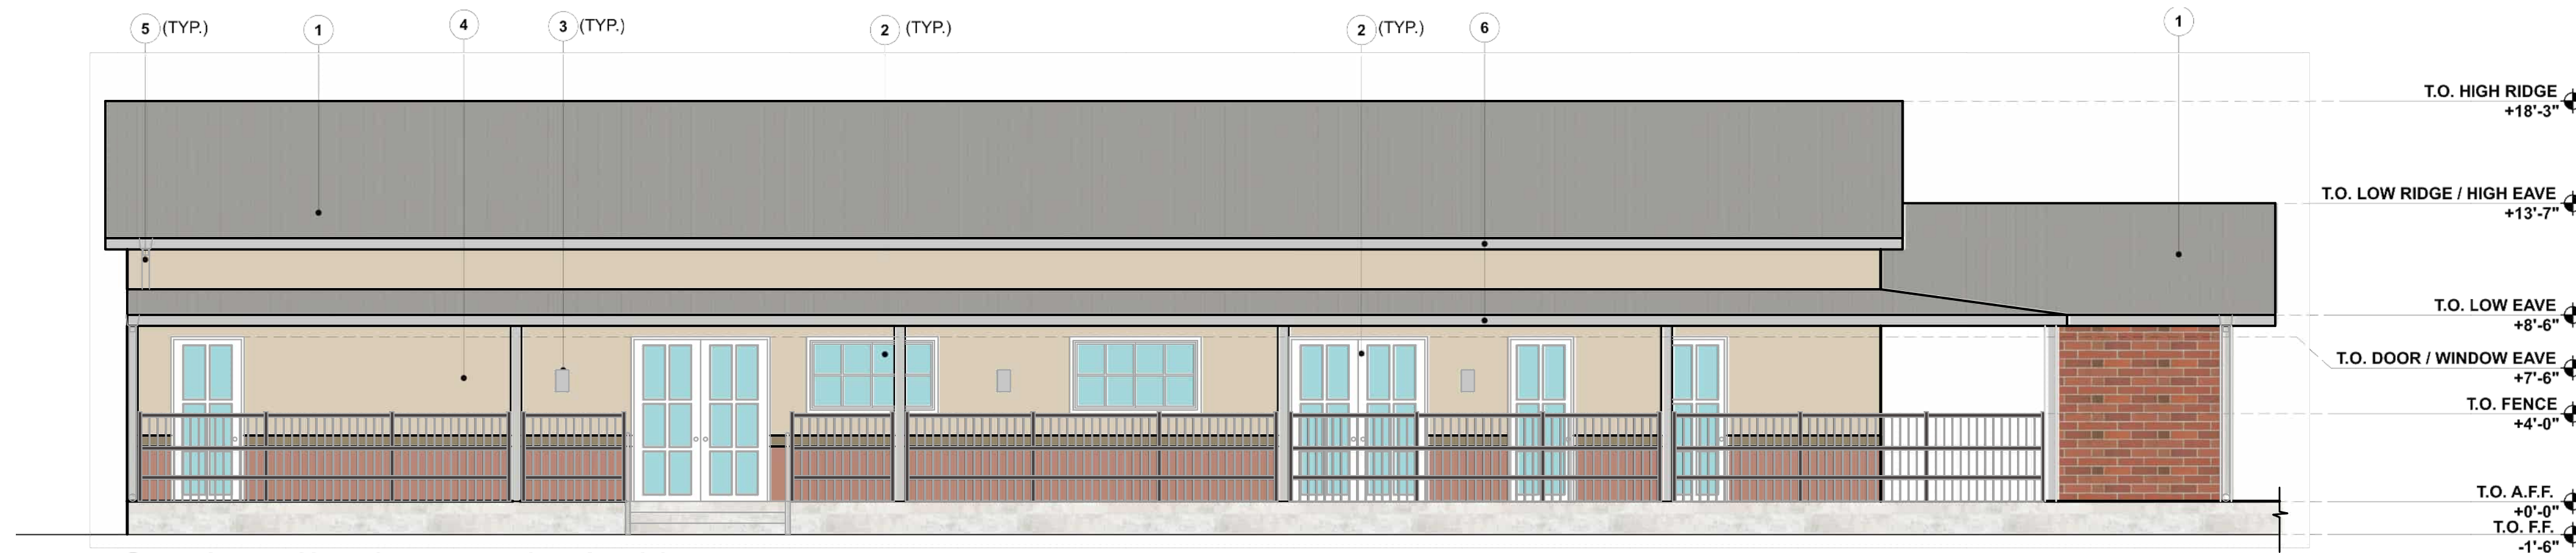 5 (TYP.)
1
4
3 (TYP.)
2 (TYP.)
2 (TYP.)
6
1
T.O. HIGH RIDGE
+18'-3"
T.O. LOW RIDGE / HIGH EAVE
+13'-7"
T.O. LOW EAVE
+8'-6"
T.O. DOOR / WINDOW EAVE
+7'-6"
T.O. FENCE
+4'-0"
T.O. A.F.F.
+0'-0"
T.O. F.F.
-1'-6"